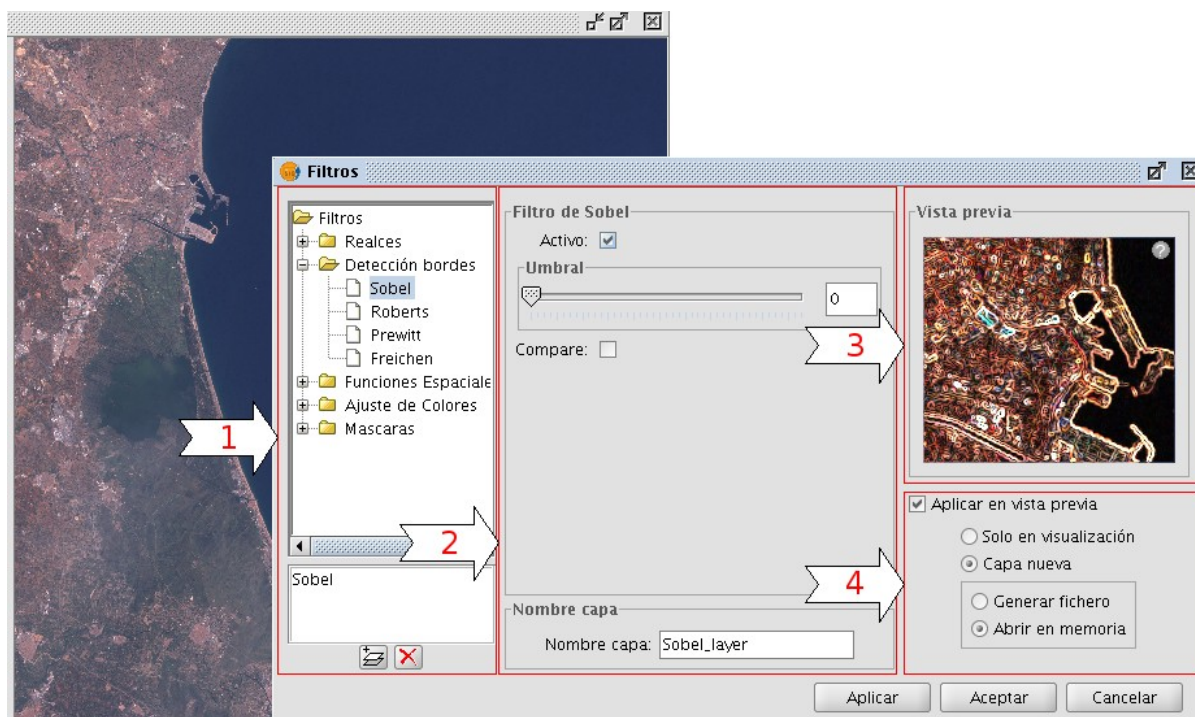 Filtros
Filtros
Realces
Detección bordes
Sobel
Roberts
Prewitt
Freichen
Funciones Espaciale
Ajuste de Colores
Mascaras
1
2
Sobel
Filtro de Sobel
Activo:
Umbral
0
Compare:
3
Nombre capa
Nombre capa: Sobel_layer
Vista previa
?
Aplicar en vista previa
Solo en visualización
Capa nueva
4
Generar fichero
Abrir en memoria
Aplicar
Aceptar
Cancelar